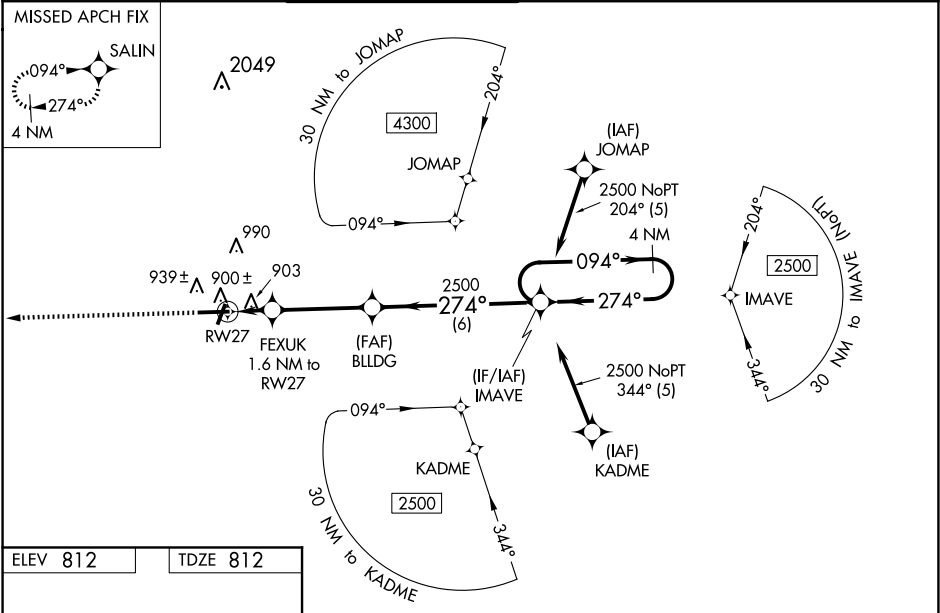 MISSED APCH FIX
SALIN
094°
274°
4 NM
2049
30 NM to JOMAP
204°
4300
JOMAP
094°
(IAF)
JOMAP
2500 NoPT
204° (5)
4 NM
094°
274°
204°
30 NM to IMAVE (NoPT)
2500
IMAVE
344°
990
939±
900±
903
2500
274°
(6)
RW27
FEXUK
1.6 NM to
RW27
(FAF)
BLLDG
(IF/IAF)
IMAVE
2500 NoPT
344° (5)
(IAF)
KADME
094°
KADME
2500
344°
30 NM to KADME
ELEV 812
TDZE 812